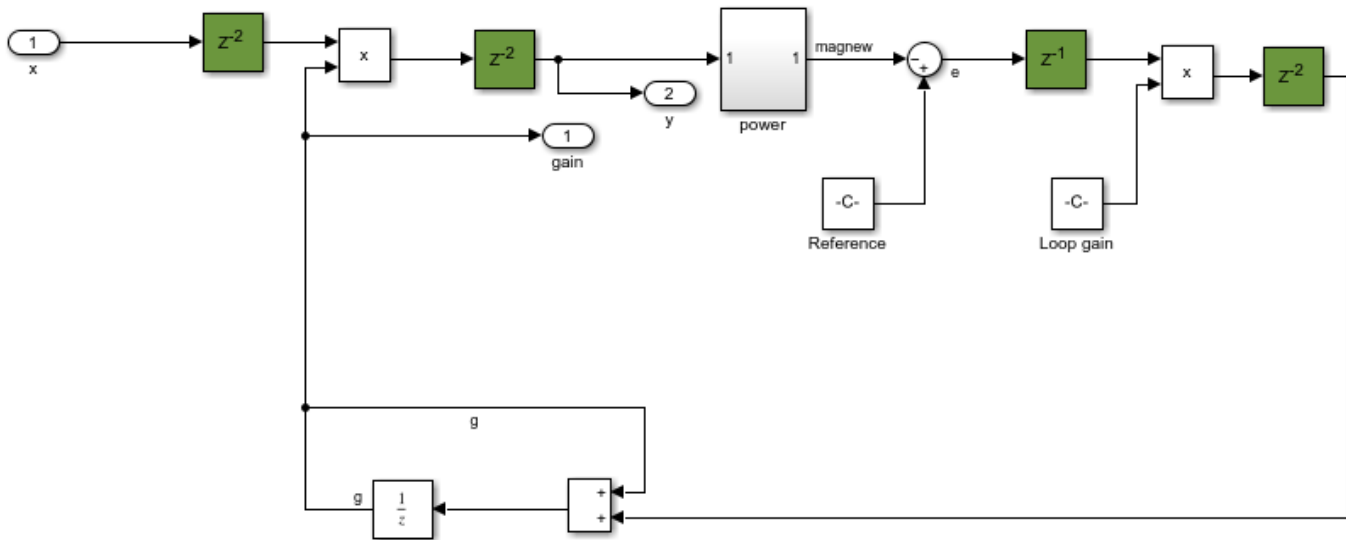 1
x
Z-2
x
Z-2
2
y
1
gain
1
1
power
magnew
−
+
e
-C-
Reference
Z-1
x
-C-
Loop gain
Z-2
g
g
1
z
+
+